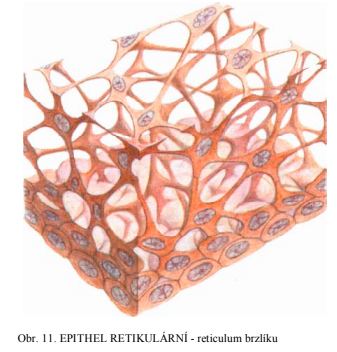 Obr. 11. EPITHEL RETIKULÁRNÍ - reticulum brzlíku